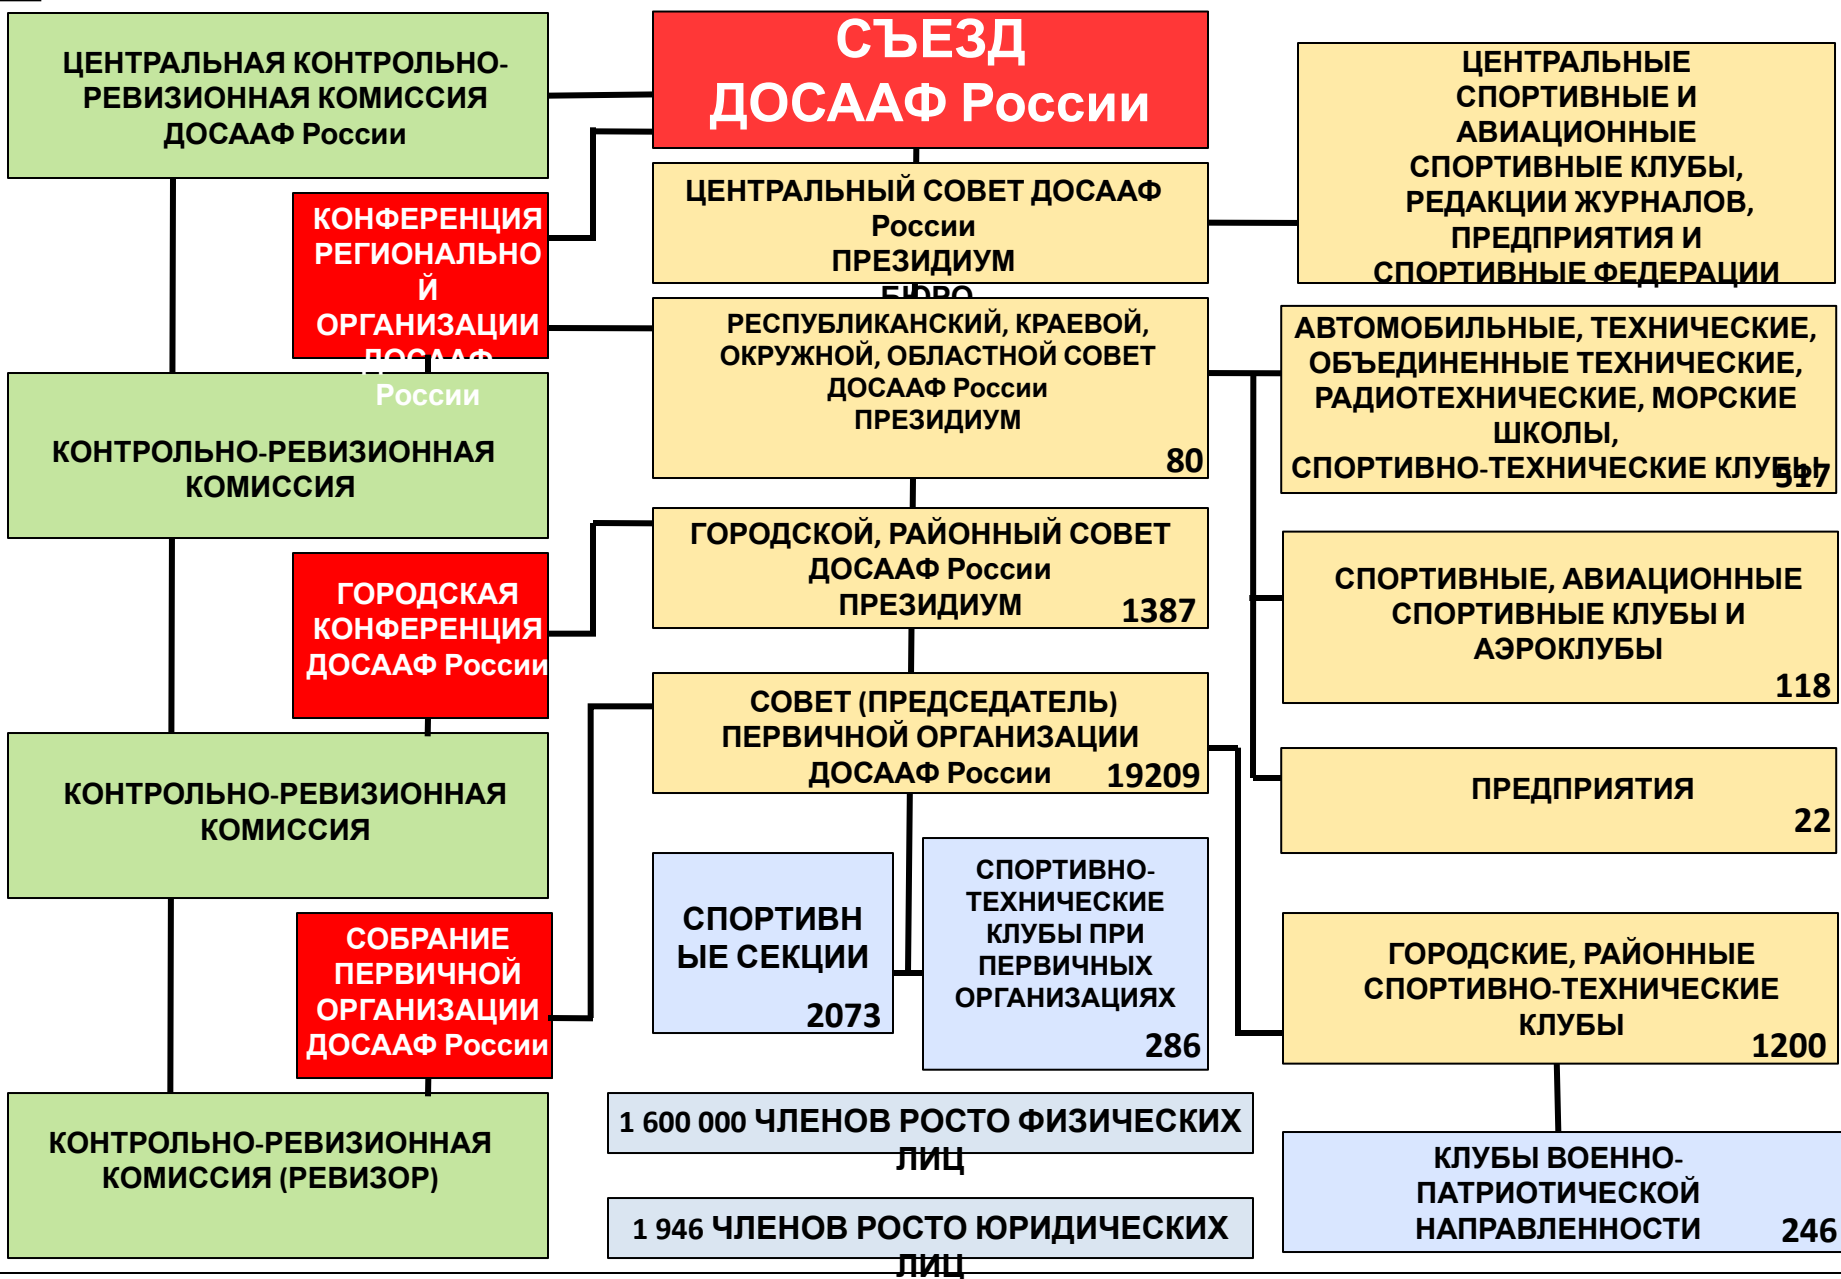 СЪЕЗД
ДОСААФ России
ЦЕНТРАЛЬНАЯ КОНТРОЛЬНО-
РЕВИЗИОННАЯ КОМИССИЯ
ДОСААФ России
ЦЕНТРАЛЬНЫЕ
СПОРТИВНЫЕ И
АВИАЦИОННЫЕ
СПОРТИВНЫЕ КЛУБЫ,
РЕДАКЦИИ ЖУРНАЛОВ,
ПРЕДПРИЯТИЯ И
СПОРТИВНЫЕ ФЕДЕРАЦИИ
ЦЕНТРАЛЬНЫЙ СОВЕТ ДОСААФ
России
ПРЕЗИДИУМ
БЮРО
КОНФЕРЕНЦИЯ
РЕГИОНАЛЬНО
Й
ОРГАНИЗАЦИИ
ДОСААФ
России
РЕСПУБЛИКАНСКИЙ, КРАЕВОЙ,
ОКРУЖНОЙ, ОБЛАСТНОЙ СОВЕТ
ДОСААФ России
ПРЕЗИДИУМ
80
АВТОМОБИЛЬНЫЕ, ТЕХНИЧЕСКИЕ,
ОБЪЕДИНЕННЫЕ ТЕХНИЧЕСКИЕ,
РАДИОТЕХНИЧЕСКИЕ, МОРСКИЕ
ШКОЛЫ,
СПОРТИВНО-ТЕХНИЧЕСКИЕ КЛУБЫ
517
КОНТРОЛЬНО-РЕВИЗИОННАЯ
КОМИССИЯ
ГОРОДСКОЙ, РАЙОННЫЙ СОВЕТ
ДОСААФ России
ПРЕЗИДИУМ 1387
СПОРТИВНЫЕ, АВИАЦИОННЫЕ
СПОРТИВНЫЕ КЛУБЫ И
АЭРОКЛУБЫ
118
ГОРОДСКАЯ
КОНФЕРЕНЦИЯ
ДОСААФ России
СОВЕТ (ПРЕДСЕДАТЕЛЬ)
ПЕРВИЧНОЙ ОРГАНИЗАЦИИ
ДОСААФ России 19209
ПРЕДПРИЯТИЯ
22
КОНТРОЛЬНО-РЕВИЗИОННАЯ
КОМИССИЯ
СПОРТИВН
ЫЕ СЕКЦИИ
2073
СПОРТИВНО-
ТЕХНИЧЕСКИЕ
КЛУБЫ ПРИ
ПЕРВИЧНЫХ
ОРГАНИЗАЦИЯХ
286
СОБРАНИЕ
ПЕРВИЧНОЙ
ОРГАНИЗАЦИИ
ДОСААФ России
ГОРОДСКИЕ, РАЙОННЫЕ
СПОРТИВНО-ТЕХНИЧЕСКИЕ
КЛУБЫ
1200
КОНТРОЛЬНО-РЕВИЗИОННАЯ
КОМИССИЯ (РЕВИЗОР)
1 600 000 ЧЛЕНОВ РОСТО ФИЗИЧЕСКИХ
ЛИЦ
1 946 ЧЛЕНОВ РОСТО ЮРИДИЧЕСКИХ
ЛИЦ
КЛУБЫ ВОЕННО-
ПАТРИОТИЧЕСКОЙ
НАПРАВЛЕННОСТИ
246